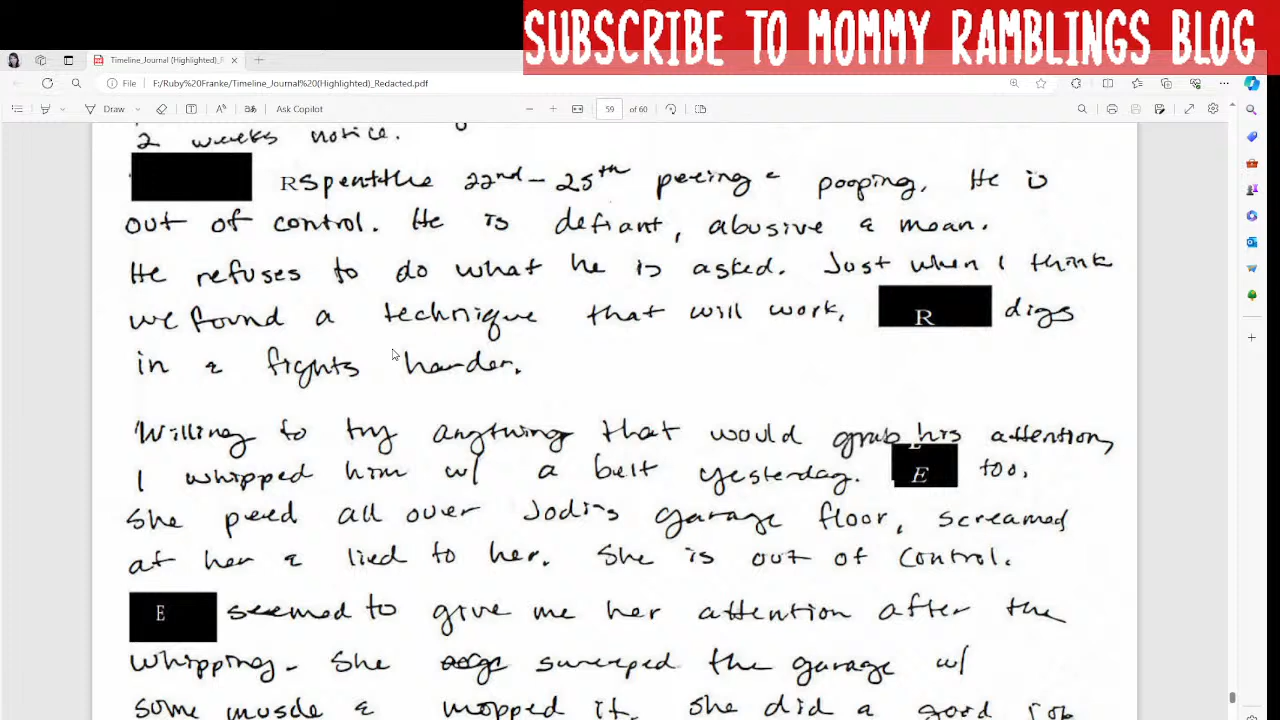 SUBSCRIBE TO MOMMY RAMBLINGS BLOG
Timeline_Journal (Highlighted)_R
File F:/Ruby%20Franke/Timeline_Journal%20(Highlighted)_Redacted.pdf
Draw Ask Copilot 59 of 60
2 weeks notice.
R spent the 22nd - 25th peeing & pooping. He is
out of control. He is defiant, abusive & mean.
He refuses to do what he is asked. Just when I think
we found a technique that will work, R digs
in & fights harder.
Willing to try anything that would grab his attention,
I whipped him w/ a belt yesterday. E too.
She peed all over Jodi's garage floor, screamed
at her & lied to her. She is out of control.
E seemed to give me her attention after the
whipping. She sweeped the garage w/
some muscle & mopped it. She did a good job